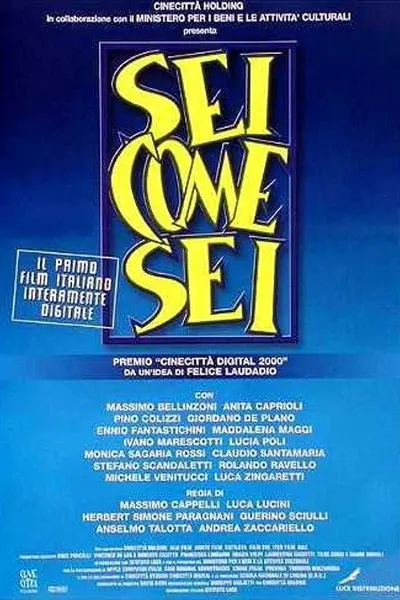 CINECITTÀ HOLDING
in collaborazione con il MINISTERO PER I BENI E LE ATTIVITA' CULTURALI
presenta
SEI
COME
SEI
IL PRIMO
FILM ITALIANO
INTERAMENTE
DIGITALE
PREMIO "CINECITTÀ DIGITAL 2000"
DA UN'IDEA DI FELICE LAUDADIO
CON
MASSIMO BELLINZONI ANITA CAPRIOLI
PINO COLIZZI GIORDANO DE PLANO
ENNIO FANTASTICHINI MADDALENA MAGGI
IVANO MARESCOTTI LUCIA POLI
MONICA SAGARIA ROSSI CLAUDIO SANTAMARIA
STEFANO SCANDALETTI ROLANDO RAVELLO
MICHELE VENITUCCI LUCA ZINGARETTI
REGIA DI
MASSIMO CAPPELLI LUCA LUCINI
HERBERT SIMONE PARAGNANI GUERINO SCIULLI
ANSELMO TALOTTA ANDREA ZACCARIELLO
LUCE DISTRIBUZIONE